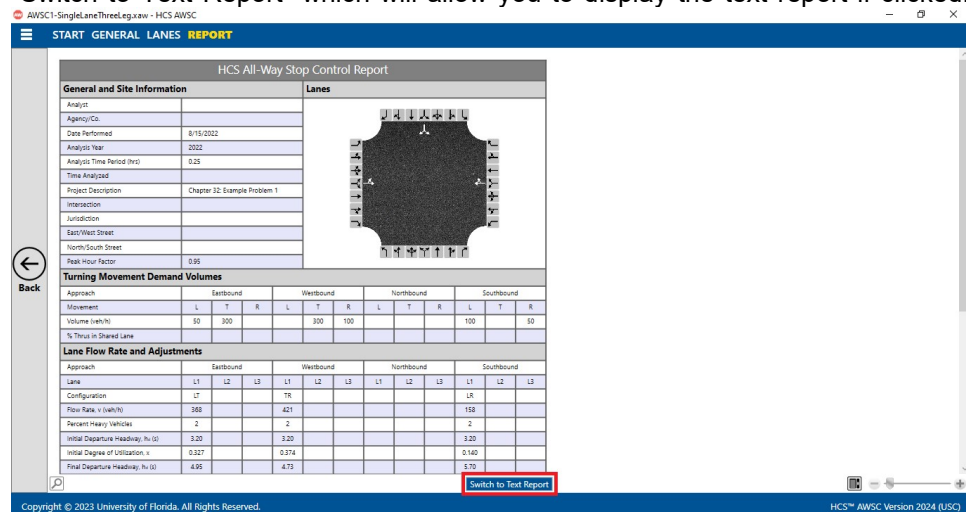 "Switch to Text Report" which will allow you to display the text report if clicked.
AWSC1-SingleLaneThreeLeg.xaw - HCS AWSC
START GENERAL LANES REPORT
HCS All-Way Stop Control Report
General and Site Information Lanes
Analyst
Agency/Co.
Date Performed 8/15/2022
Analysis Year 2022
Analysis Time Period (hrs) 0.25
Time Analyzed
Project Description Chapter 32: Example Problem 1
Intersection
Jurisdiction
East/West Street
North/South Street
Peak Hour Factor 0.95
Back
Turning Movement Demand Volumes
Approach Eastbound Westbound Northbound Southbound
Movement L T R L T R L T R L T R
Volume (veh/h) 50 300 300 100 100 50
% Thrus in Shared Lane
Lane Flow Rate and Adjustments
Approach Eastbound Westbound Northbound Southbound
Lane L1 L2 L3 L1 L2 L3 L1 L2 L3 L1 L2 L3
Configuration LT TR LR
Flow Rate, v (veh/h) 368 421 158
Percent Heavy Vehicles 2 2 2
Initial Departure Headway, hd (s) 3.20 3.20 3.20
Initial Degree of Utilization, x 0.327 0.374 0.140
Final Departure Headway, hd (s) 4.95 4.73 5.70
Switch to Text Report
Copyright © 2023 University of Florida. All Rights Reserved. HCS™ AWSC Version 2024 (USC)